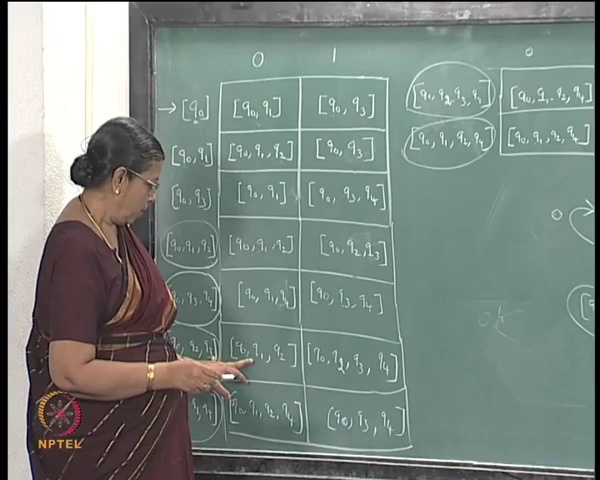 0 1 0
→ [q0] [q0, q1] [q0, q3] [q0, q2, q3, q4]
[q0, q1] [q0, q1, q2] [q0, q3] [q0, q1, q2, q4] [q0, q1, q2, q4]
[q0, q3] [q0, q1] [q0, q3, q4]
[q0, q1, q2] [q0, q1, q2] [q0, q2, q3] 0
[q0, q3, q4] [q0, q1, q4] [q0, q3, q4]
[q0, q1, q2] [q0, q2, q3, q4]
[q0, q1, q2, q4] [q0, q3, q4]
NPTEL